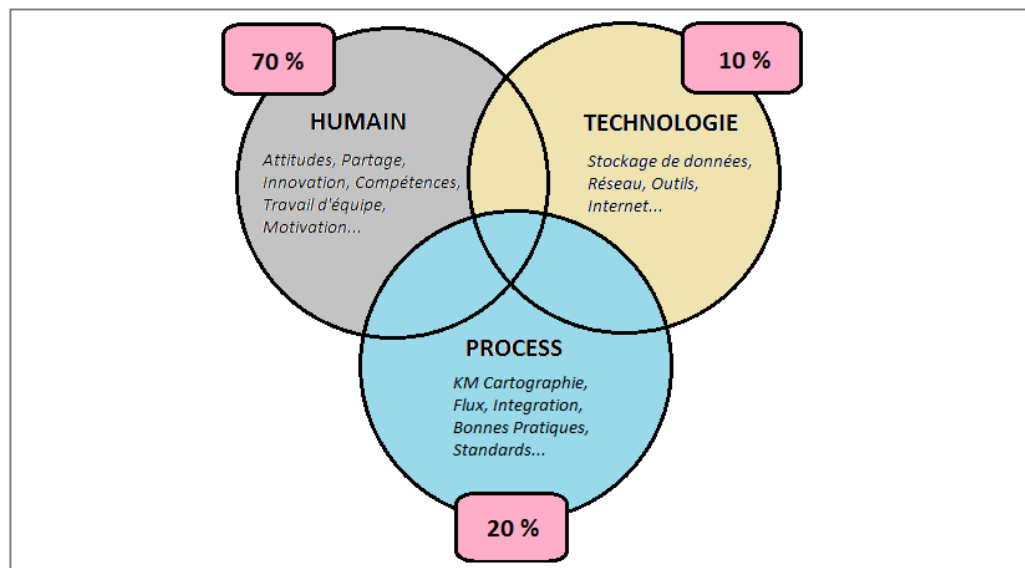 70 %
10 %
HUMAIN
Attitudes, Partage,
Innovation, Compétences,
Travail d'équipe,
Motivation...
TECHNOLOGIE
Stockage de données,
Réseau, Outils,
Internet...
PROCESS
KM Cartographie,
Flux, Integration,
Bonnes Pratiques,
Standards...
20 %